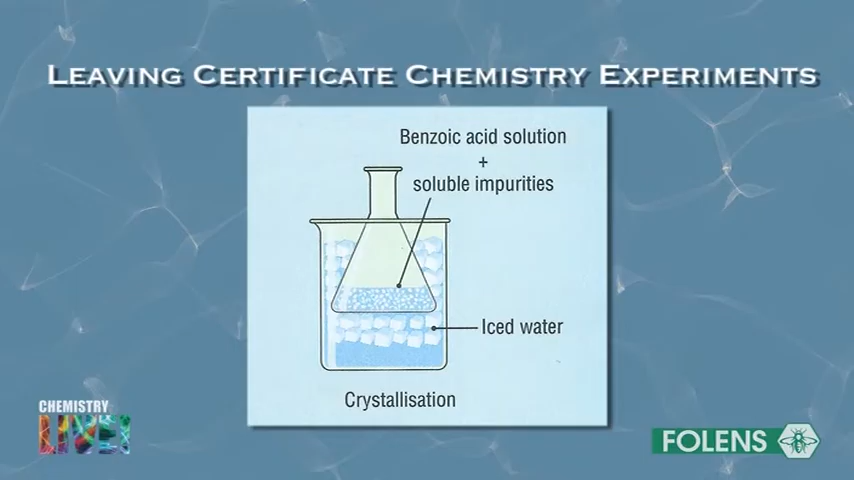 LEAVING CERTIFICATE CHEMISTRY EXPERIMENTS
Benzoic acid solution
+
soluble impurities
Iced water
Crystallisation
CHEMISTRY
LIVE!
FOLENS